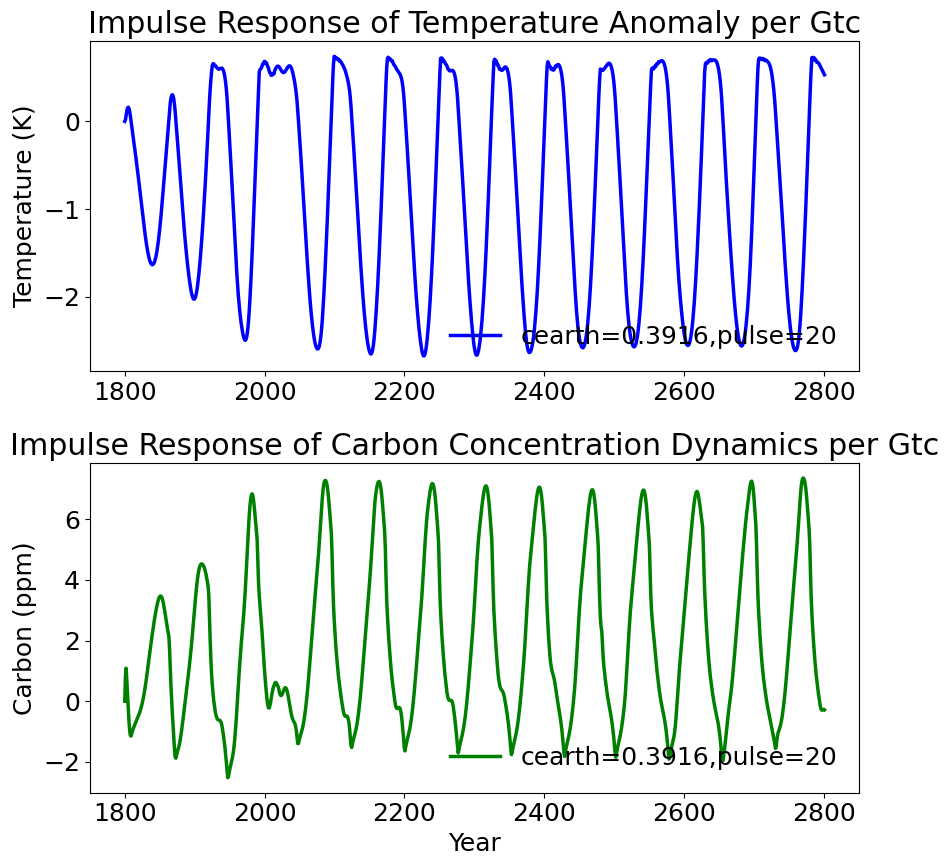 Impulse Response of Temperature Anomaly per Gtc
Temperature (K)
0
−1
−2
cearth=0.3916,pulse=20
1800 2000 2200 2400 2600 2800
Impulse Response of Carbon Concentration Dynamics per Gtc
Carbon (ppm)
6
4
2
0
−2
cearth=0.3916,pulse=20
1800 2000 2200 2400 2600 2800
Year